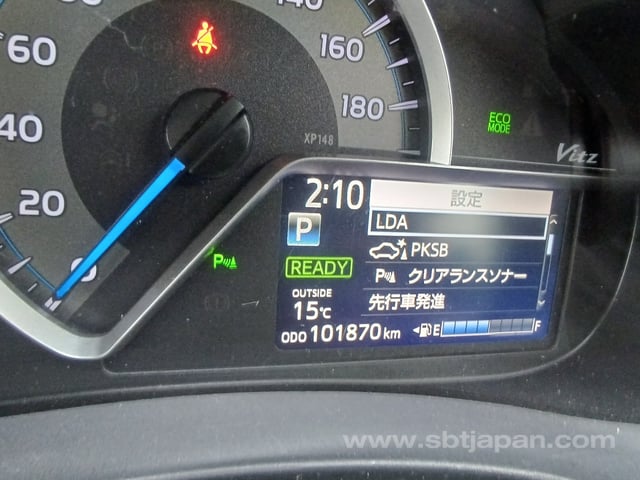 140
60
160
180
40
20
0
XP148
ECO
MODE
Vitz
2:10
設定
P
LDA
PKSB
READY
P クリアランスソナー
OUTSIDE
15℃
先行車発進
ODO 101870 km
E F
P
www.sbtjapan.com